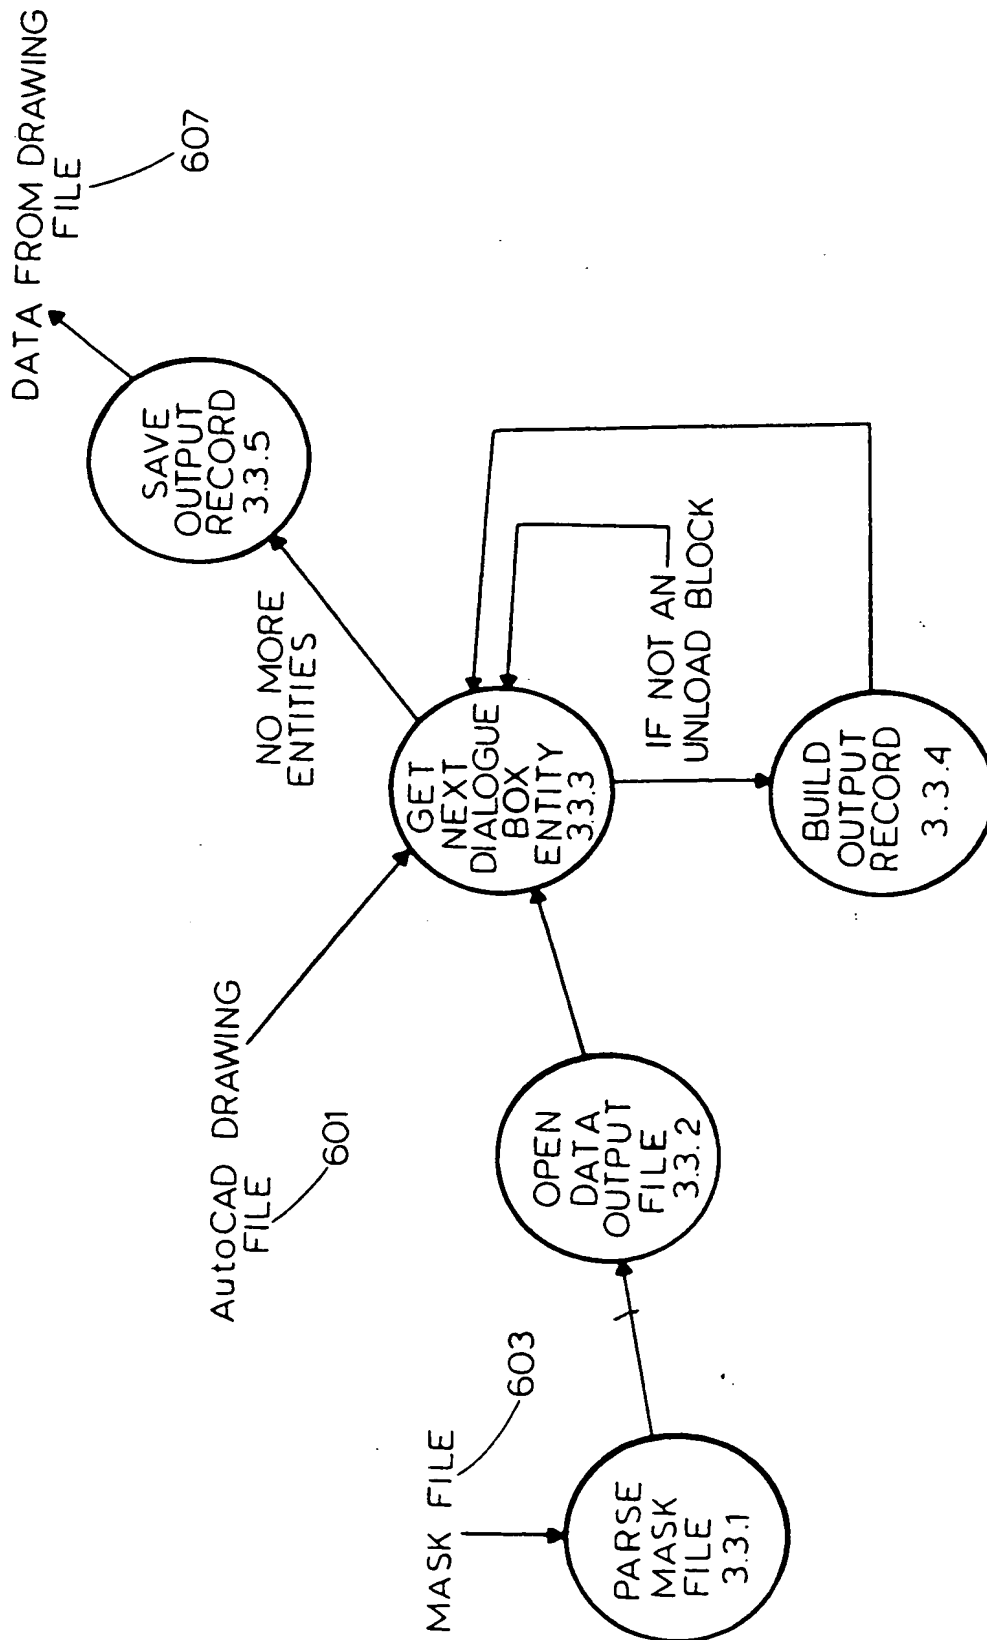 MASK FILE
603
PARSE
MASK
FILE
3.3.1
AutoCAD DRAWING
FILE
601
OPEN
DATA
OUTPUT
FILE
3.3.2
GET
NEXT
DIALOGUE
BOX
ENTITY
3.3.3
NO MORE
ENTITIES
IF NOT AN
UNLOAD BLOCK
BUILD
OUTPUT
RECORD
3.3.4
SAVE
OUTPUT
RECORD
3.3.5
DATA FROM DRAWING
FILE
607